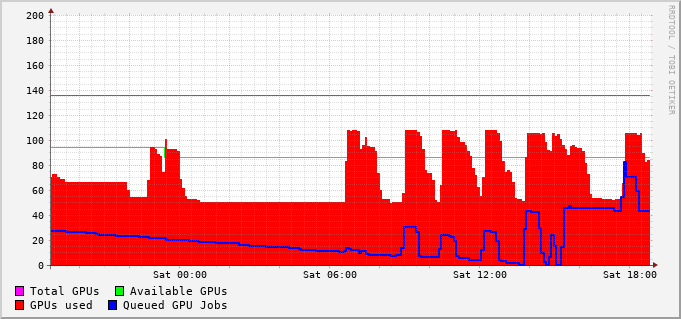 200
180
160
140
120
100
80
60
40
20
0
Sat 00:00 Sat 06:00 Sat 12:00 Sat 18:00
Total GPUs Available GPUs
GPUs used Queued GPU Jobs
RRDTOOL / TOBI OETIKER